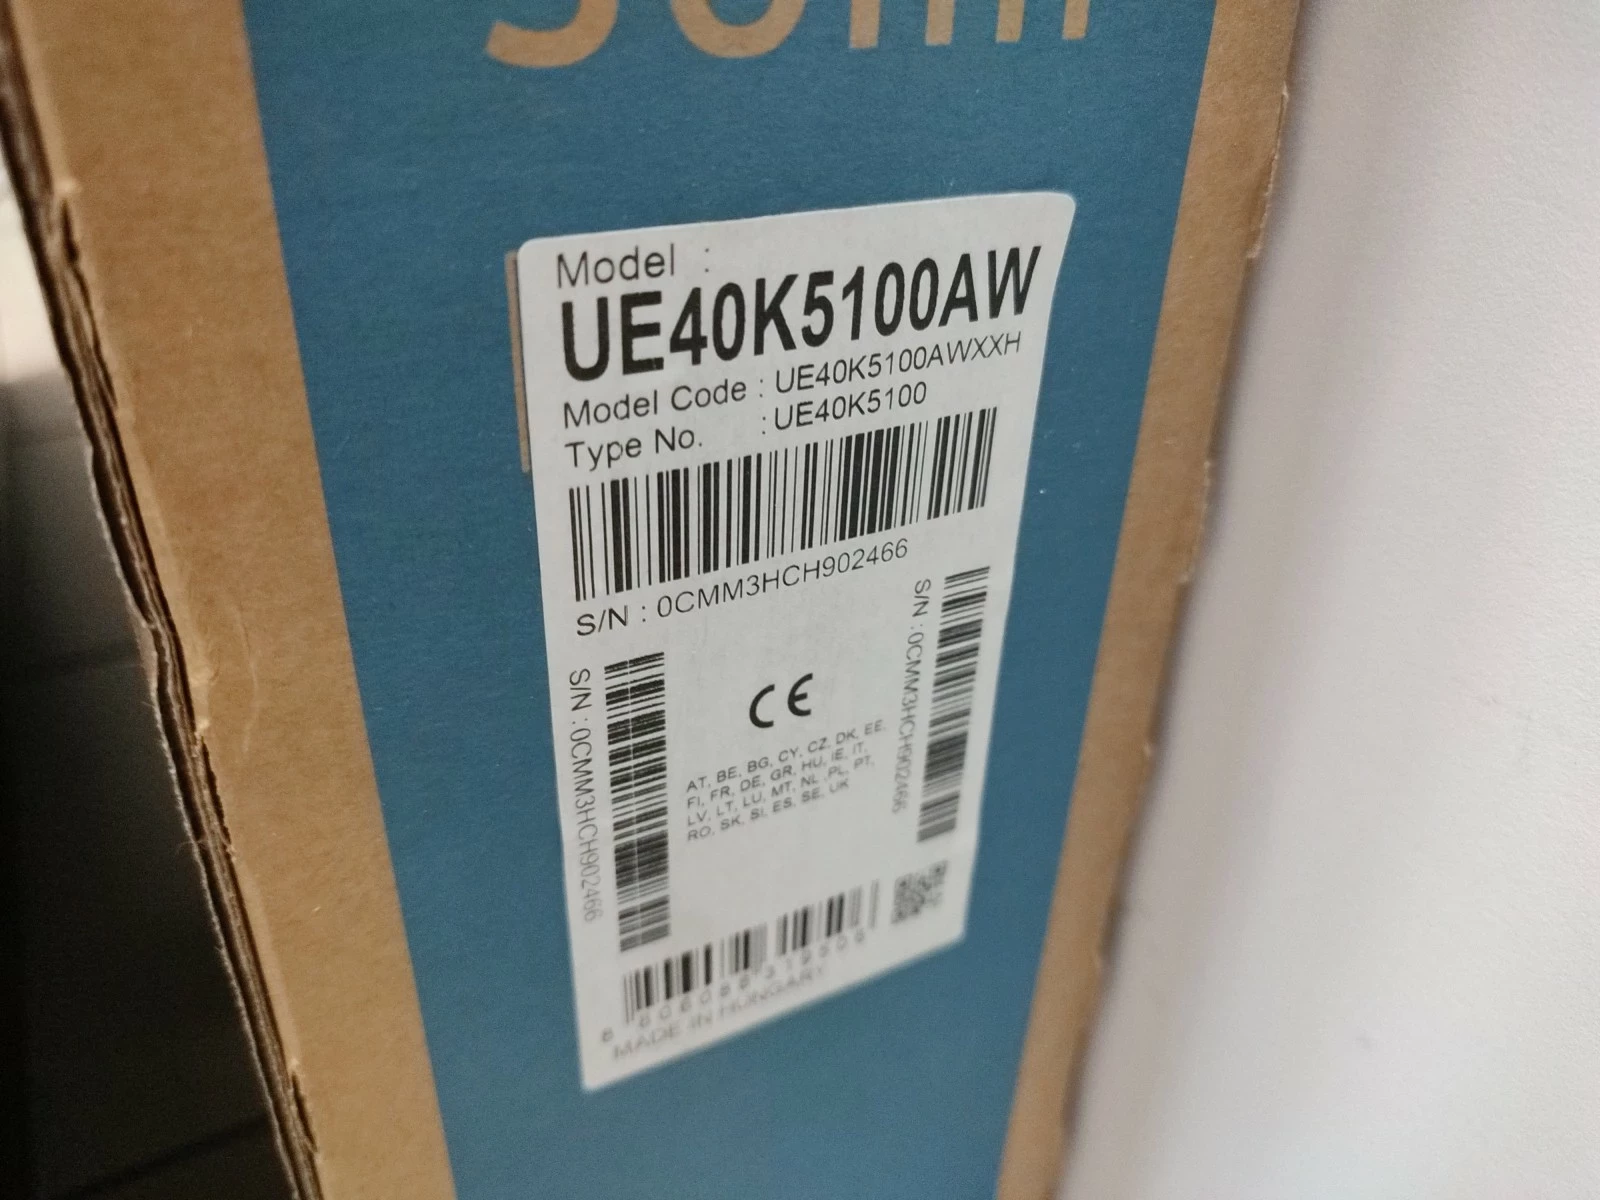 Model :
UE40K5100AW
Model Code : UE40K5100AWXXH
Type No. : UE40K5100
S/N : 0CMM3HCH902466
S/N : 0CMM3HCH902466
S/N : 0CMM3HCH902466
CE
AT, BE, BG, CY, CZ, DK, EE,
FI, FR, DE, GR, HU, IE, IT,
LV, LT, LU, MT, NL ,PL, PT,
RO, SK, SI, ES, SE, UK
MADE IN HUNGARY